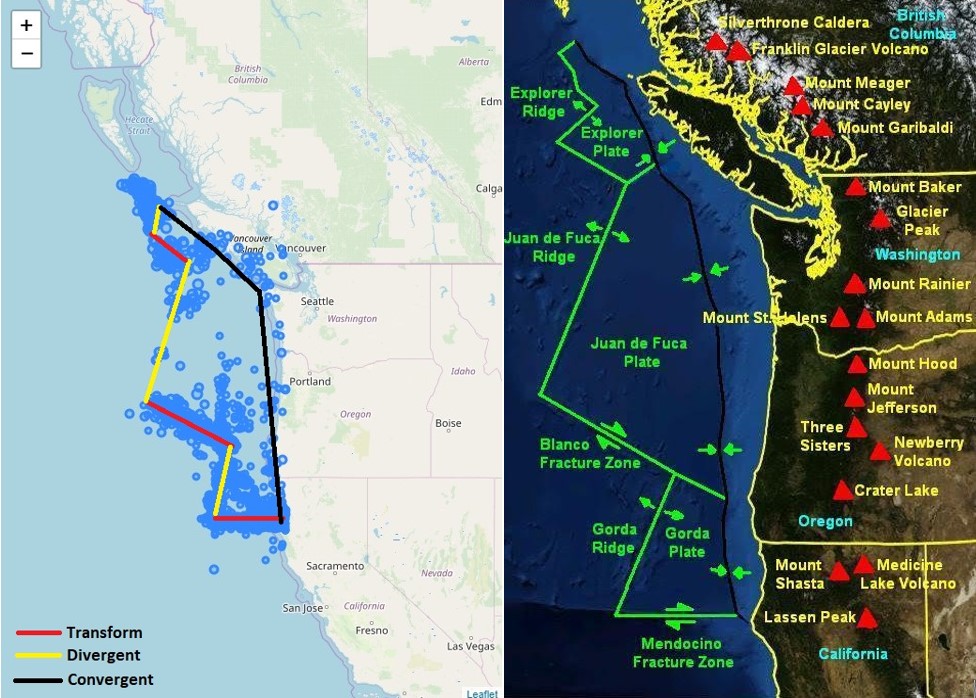 +
−
British
Columbia
Alberta
Hecate
Strait
Edm
Calga
Vancouver
Island
Vancouver
Seattle
Washington
Portland
Idaho
Oregon
Boise
Sacramento
Nevada
San Jose
California
Fresno
Las Vegas
Transform
Divergent
Convergent
Leaflet
Silverthrone Caldera
British
Columbia
Franklin Glacier Volcano
Mount Meager
Mount Cayley
Mount Garibaldi
Explorer
Ridge
Explorer
Plate
Mount Baker
Glacier
Peak
Juan de Fuca
Ridge
Washington
Mount Rainier
Mount St. Helens
Mount Adams
Juan de Fuca
Plate
Mount Hood
Mount
Jefferson
Three
Sisters
Newberry
Volcano
Blanco
Fracture Zone
Crater Lake
Oregon
Gorda
Ridge
Gorda
Plate
Mount
Shasta
Medicine
Lake Volcano
Lassen Peak
Mendocino
Fracture Zone
California